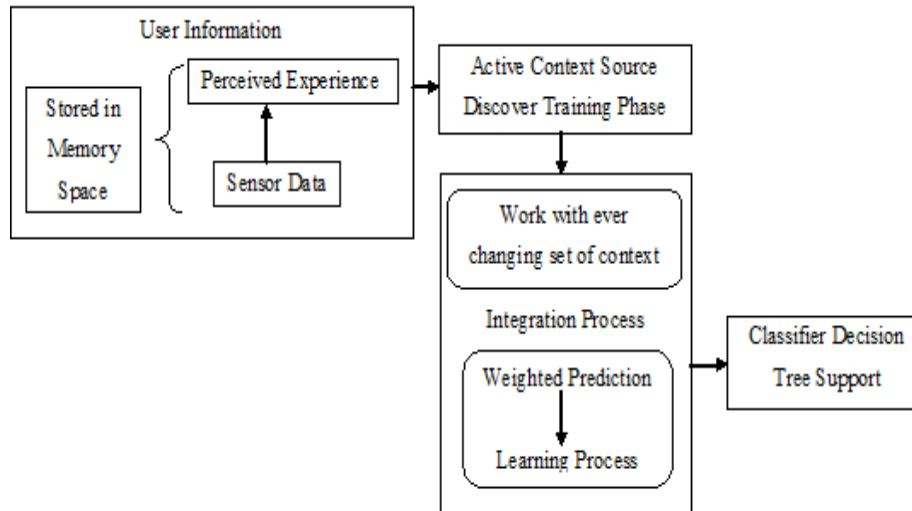 User Information
Perceived Experience
Stored in
Memory
Space
Sensor Data
Active Context Source
Discover Training Phase
Work with ever
changing set of context
Integration Process
Weighted Prediction
Learning Process
Classifier Decision
Tree Support